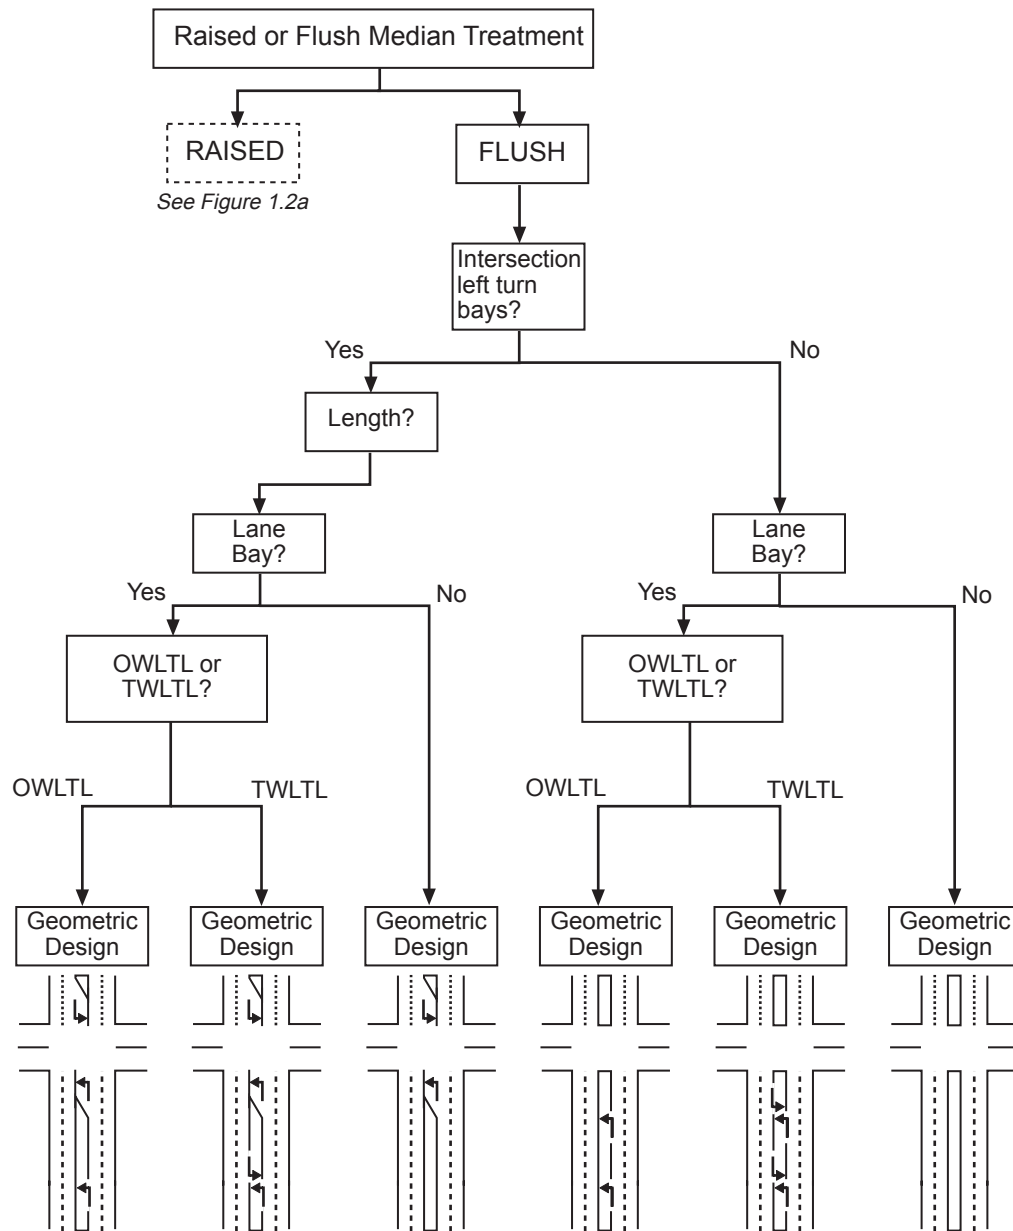 Raised or Flush Median Treatment
RAISED
FLUSH
See Figure 1.2a
Intersection
left turn
bays?
Yes
No
Length?
Lane
Bay?
Lane
Bay?
Yes
No
Yes
No
OWLTL or
TWLTL?
OWLTL or
TWLTL?
OWLTL
TWLTL
OWLTL
TWLTL
Geometric
Design
Geometric
Design
Geometric
Design
Geometric
Design
Geometric
Design
Geometric
Design